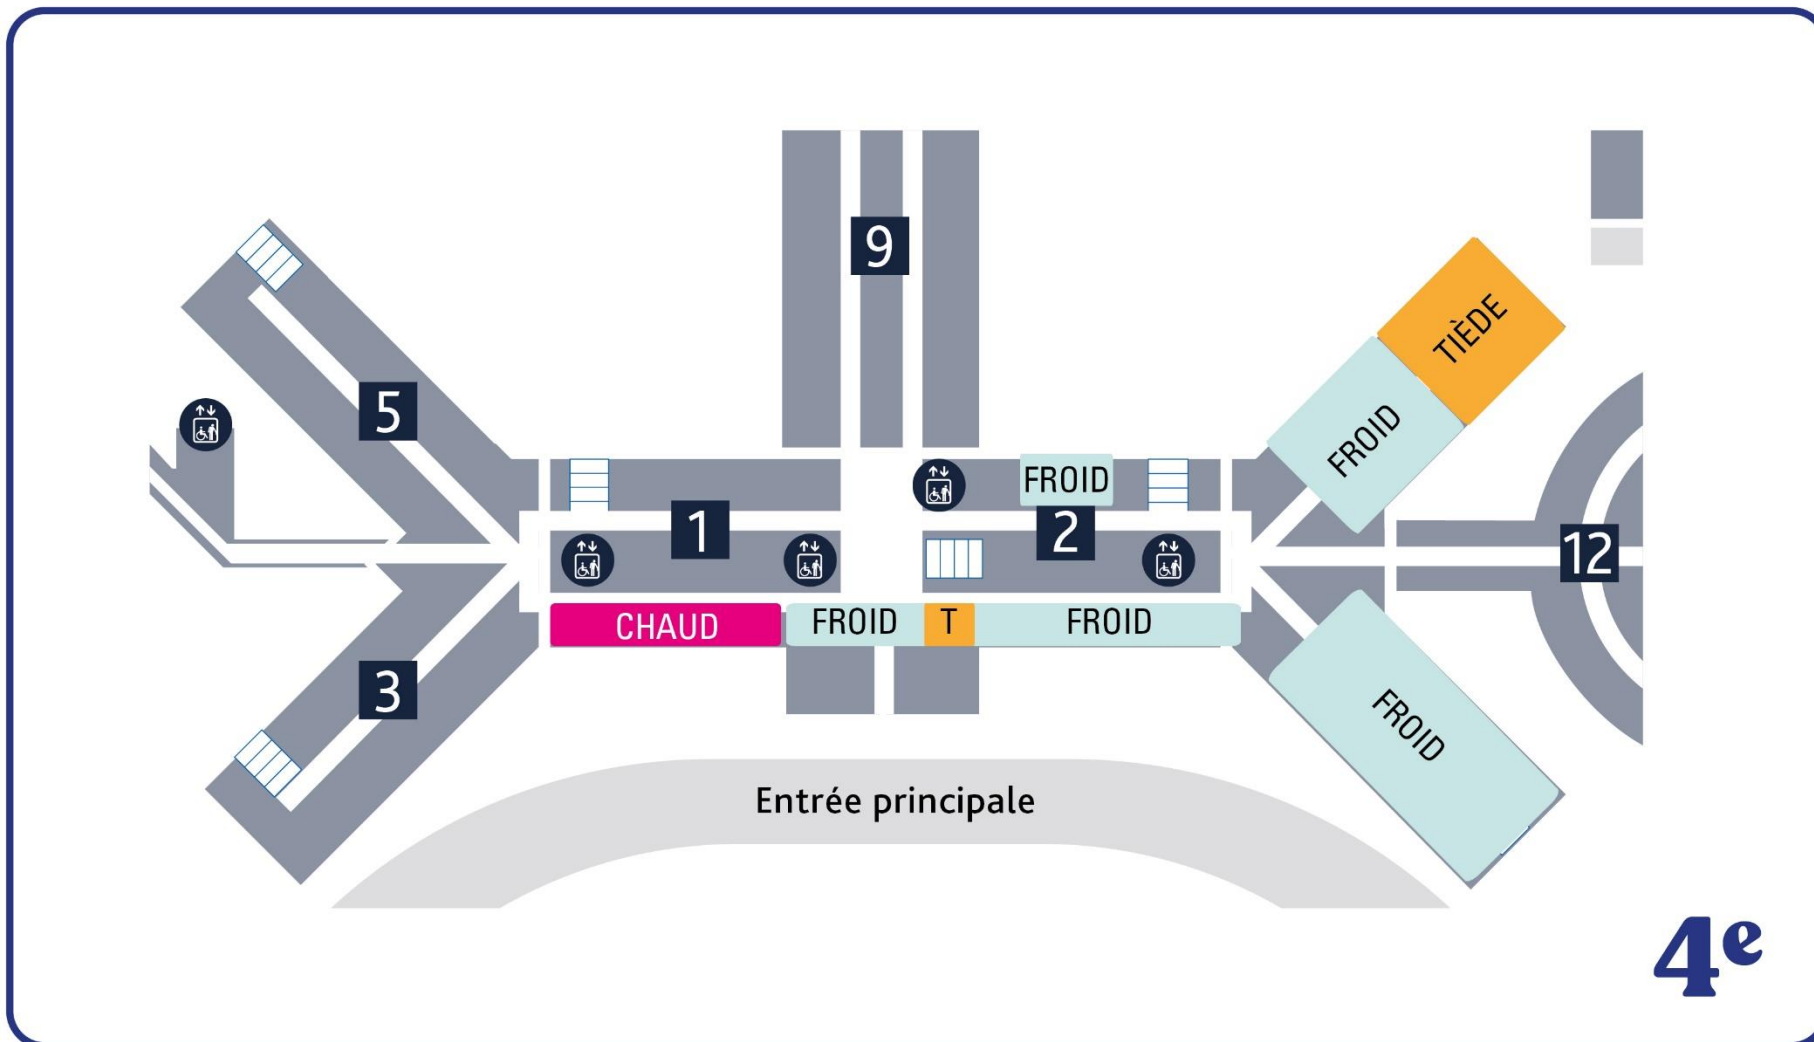 9
TIÈDE
5
FROID
FROID
1
2
12
CHAUD
FROID
T
FROID
3
FROID
Entrée principale
4e